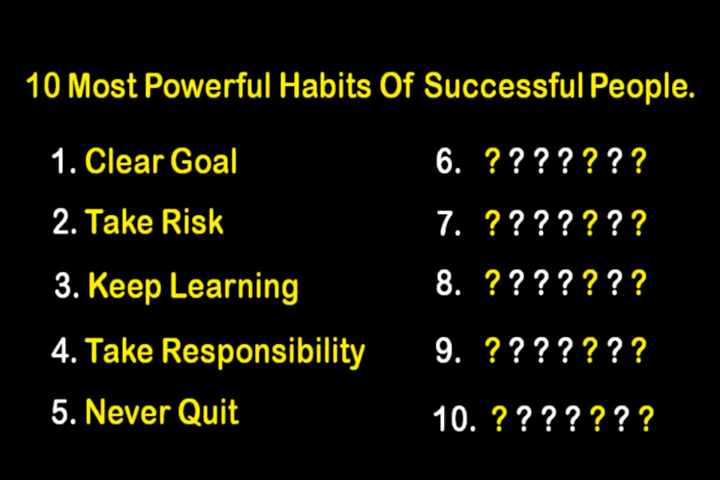 10 Most Powerful Habits Of Successful People.
1. Clear Goal
2. Take Risk
3. Keep Learning
4. Take Responsibility
5. Never Quit
6. ???????
7. ???????
8. ???????
9. ???????
10. ???????